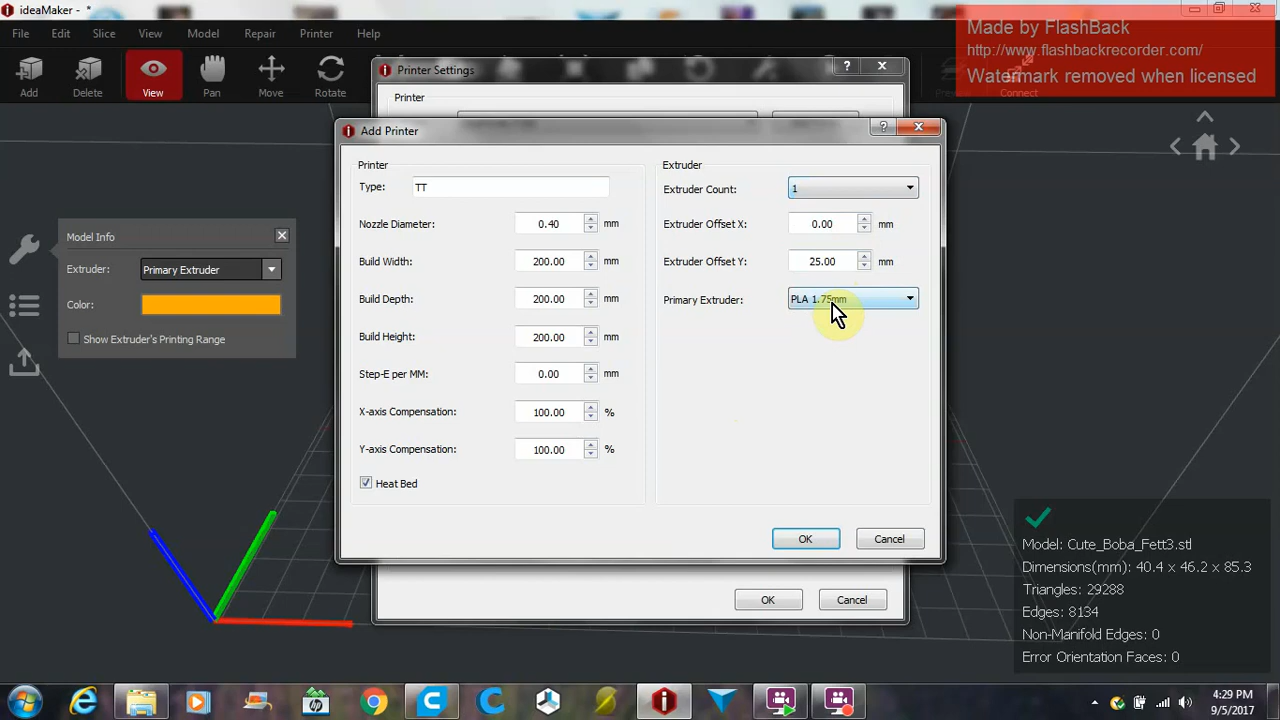 ideaMaker - *
Made by FlashBack
http://www.flashbackrecorder.com/
Watermark removed when licensed
File Edit Slice View Model Repair Printer Help
Add Delete View Pan Move Rotate
Connect
Printer Settings
Printer
Add Printer
Printer
Type: TT
Nozzle Diameter: 0.40 mm
Build Width: 200.00 mm
Build Depth: 200.00 mm
Build Height: 200.00 mm
Step-E per MM: 0.00 mm
X-axis Compensation: 100.00 %
Y-axis Compensation: 100.00 %
Heat Bed
Extruder
Extruder Count: 1
Extruder Offset X: 0.00 mm
Extruder Offset Y: 25.00 mm
Primary Extruder: PLA 1.75mm
OK Cancel
OK Cancel
Model Info
Extruder: Primary Extruder
Color:
Show Extruder's Printing Range
Model: Cute_Boba_Fett3.stl
Dimensions(mm): 40.4 x 46.2 x 85.3
Triangles: 29288
Edges: 8134
Non-Manifold Edges: 0
Error Orientation Faces: 0
4:29 PM
9/5/2017